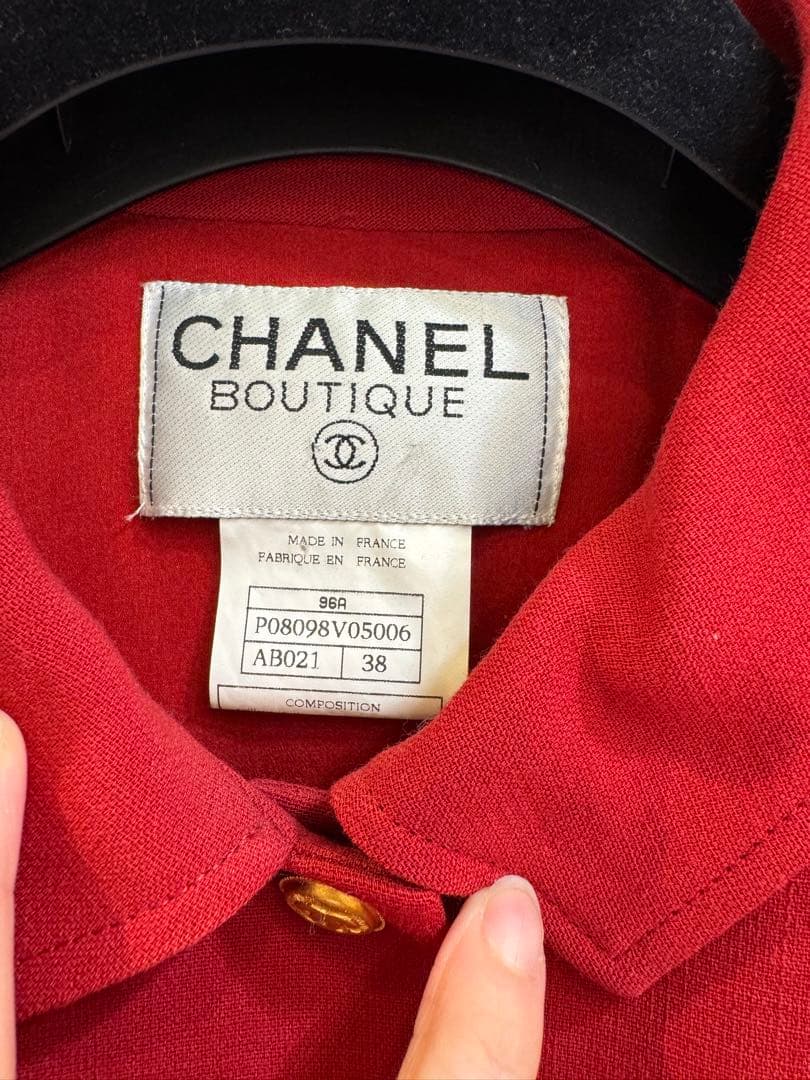 CHANEL
BOUTIQUE
MADE IN FRANCE
FABRIQUE EN FRANCE
96A
P08098V05006
AB021 38
COMPOSITION